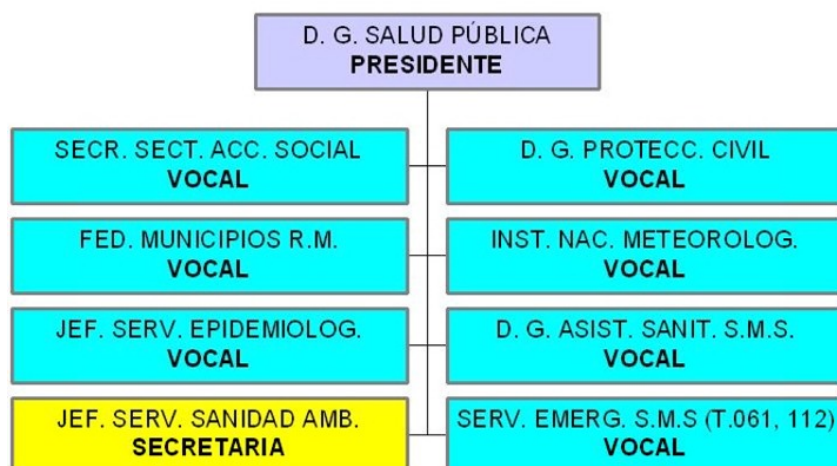 D. G. SALUD PÚBLICA
PRESIDENTE
SECR. SECT. ACC. SOCIAL
VOCAL
D. G. PROTECC. CIVIL
VOCAL
FED. MUNICIPIOS R.M.
VOCAL
INST. NAC. METEOROLOG.
VOCAL
JEF. SERV. EPIDEMIOLOG.
VOCAL
D. G. ASIST. SANIT. S.M.S.
VOCAL
JEF. SERV. SANIDAD AMB.
SECRETARIA
SERV. EMERG. S.M.S (T.061, 112)
VOCAL